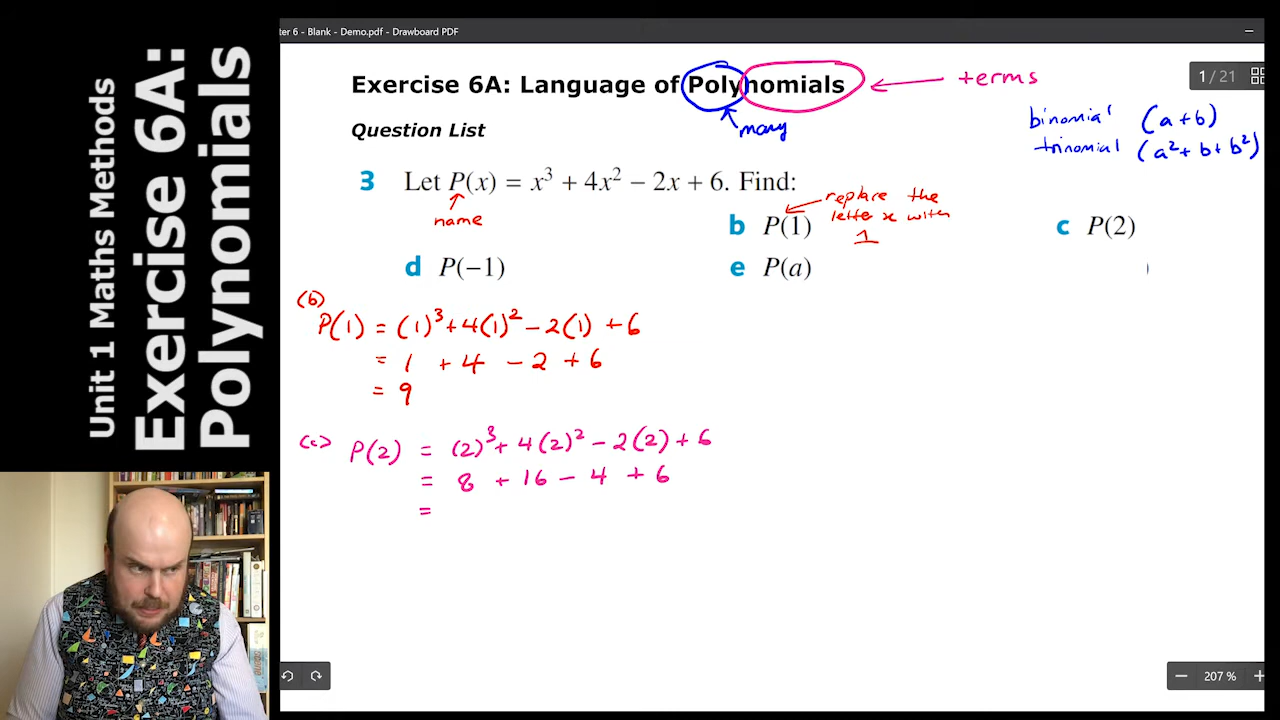 Unit 1 Maths Methods
Exercise 6A:
Polynomials
ter 6 - Blank - Demo.pdf - Drawboard PDF
1 / 21
Exercise 6A: Language of Polynomials
terms
many
binomial (a+b)
trinomial (a² + b + b²)
Question List
3 Let P(x) = x³ + 4x² − 2x + 6. Find:
name
replace the
letter x with
1
b P(1)
c P(2)
d P(−1)
e P(a)
(b)
P(1) = (1)³ + 4(1)² − 2(1) + 6
= 1 + 4 − 2 + 6
= 9
(c) P(2) = (2)³ + 4(2)² − 2(2) + 6
= 8 + 16 − 4 + 6
=
207 %